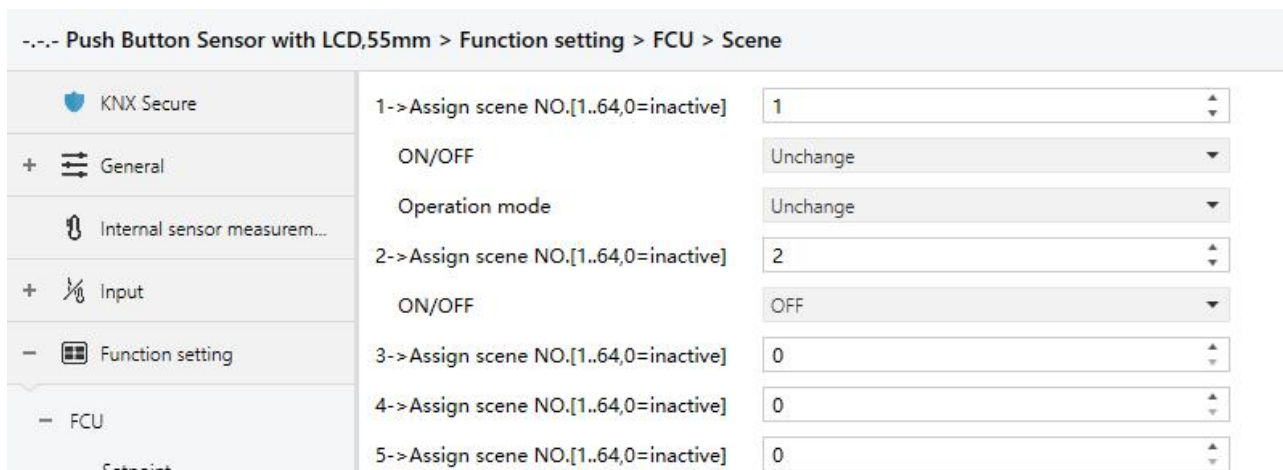 -.-.- Push Button Sensor with LCD,55mm > Function setting > FCU > Scene
KNX Secure
+ General
Internal sensor measurem...
+ Input
− Function setting
− FCU
Setpoint
1->Assign scene NO.[1..64,0=inactive] 1
ON/OFF Unchange
Operation mode Unchange
2->Assign scene NO.[1..64,0=inactive] 2
ON/OFF OFF
3->Assign scene NO.[1..64,0=inactive] 0
4->Assign scene NO.[1..64,0=inactive] 0
5->Assign scene NO.[1..64,0=inactive] 0